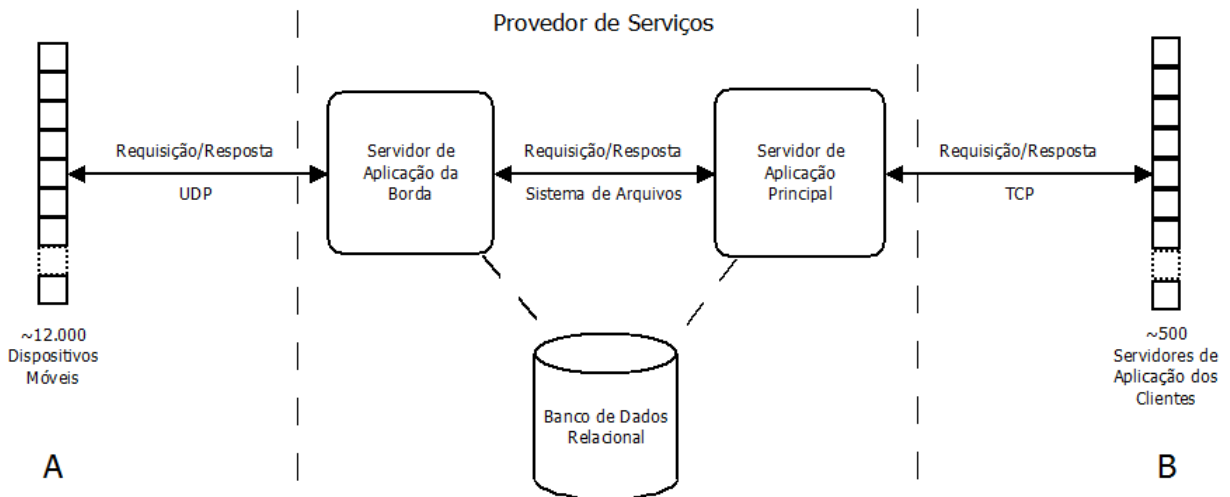 Provedor de Serviços
Requisição/Resposta
UDP
Servidor de
Aplicação da
Borda
Requisição/Resposta
Sistema de Arquivos
Servidor de
Aplicação
Principal
Requisição/Resposta
TCP
~12.000
Dispositivos
Móveis
~500
Servidores de
Aplicação dos
Clientes
Banco de Dados
Relacional
A
B